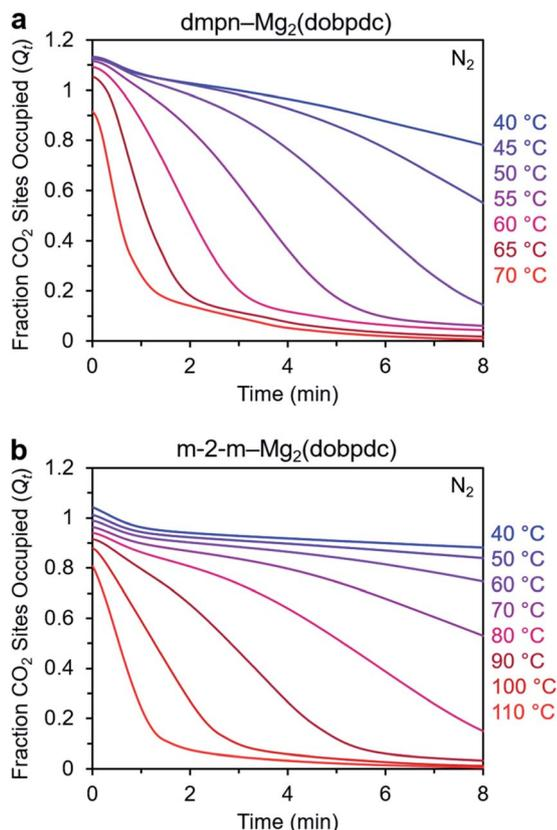 a
dmpn–Mg2(dobpdc)
1.2
1
0.8
0.6
0.4
0.2
0
Fraction CO2 Sites Occupied (Qt)
N2
40 °C
45 °C
50 °C
55 °C
60 °C
65 °C
70 °C
0 2 4 6 8
Time (min)
b
m-2-m–Mg2(dobpdc)
1.2
1
0.8
0.6
0.4
0.2
0
Fraction CO2 Sites Occupied (Qt)
N2
40 °C
50 °C
60 °C
70 °C
80 °C
90 °C
100 °C
110 °C
0 2 4 6 8
Time (min)